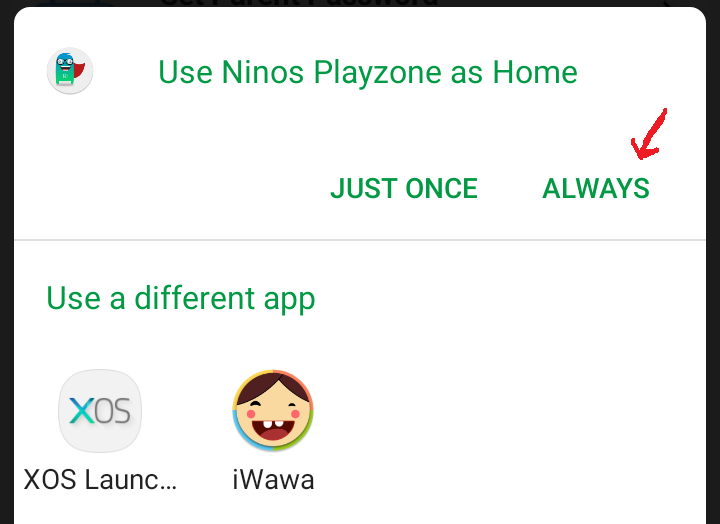 Set Parent Password
Use Ninos Playzone as Home
JUST ONCE
ALWAYS
Use a different app
XOS
XOS Launc...
iWawa